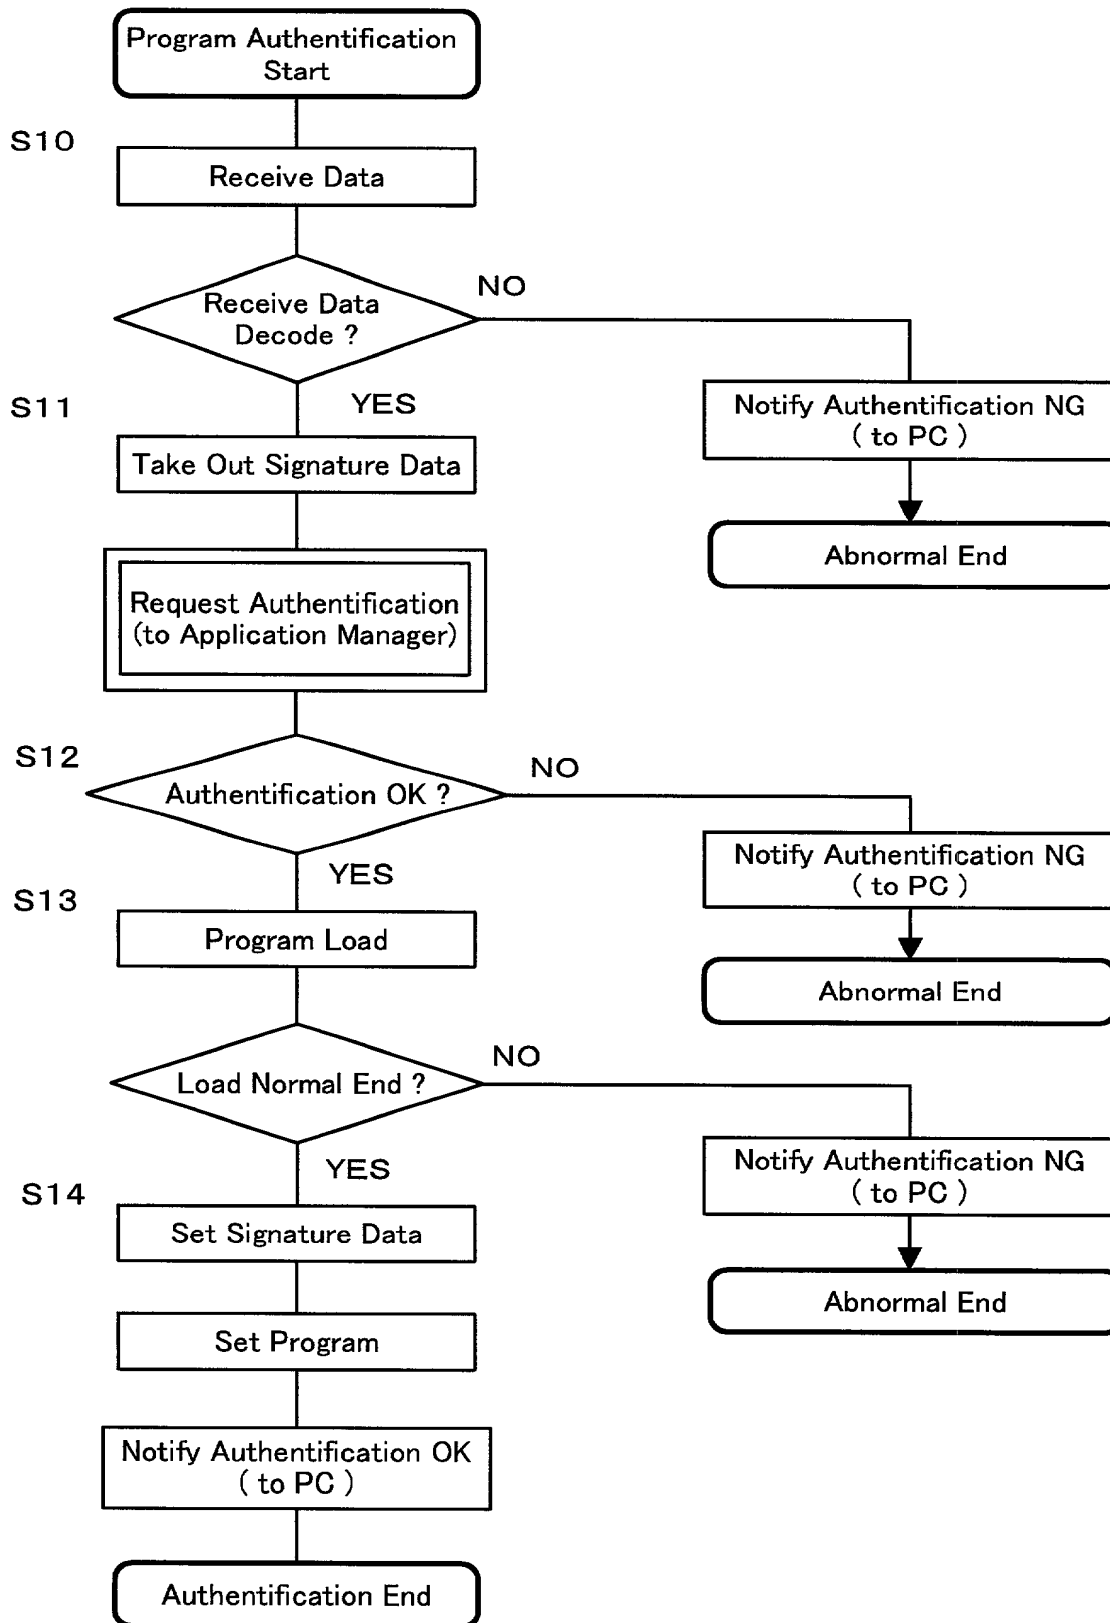 Program Authentification
Start
S10
Receive Data
Receive Data
Decode ?
NO
S11
YES
Notify Authentification NG
( to PC )
Take Out Signature Data
Abnormal End
Request Authentification
(to Application Manager)
S12
Authentification OK ?
NO
Notify Authentification NG
( to PC )
YES
S13
Program Load
Abnormal End
Load Normal End ?
NO
Notify Authentification NG
( to PC )
YES
S14
Set Signature Data
Abnormal End
Set Program
Notify Authentification OK
( to PC )
Authentification End